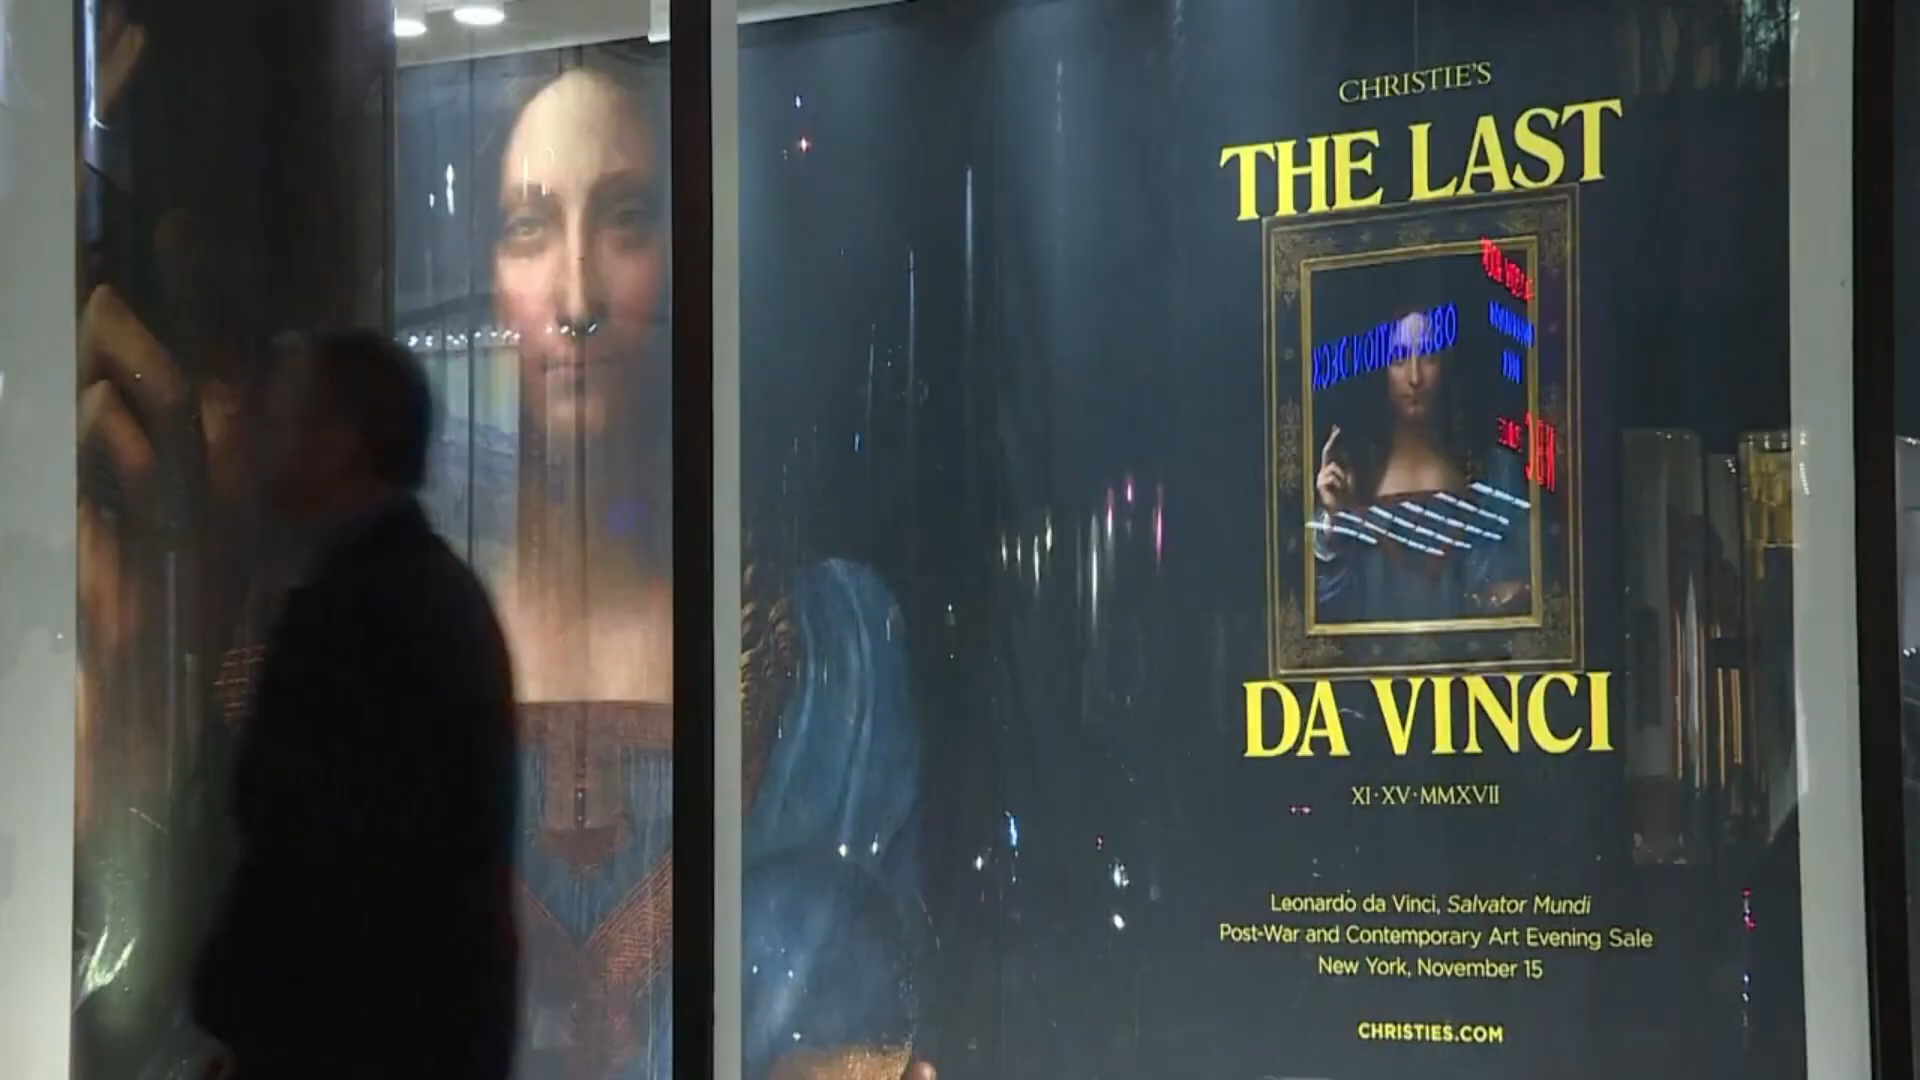 CHRISTIE'S
THE LAST
DA VINCI
XI·XV·MMXVII
Leonardo da Vinci, Salvator Mundi
Post-War and Contemporary Art Evening Sale
New York, November 15
CHRISTIES.COM